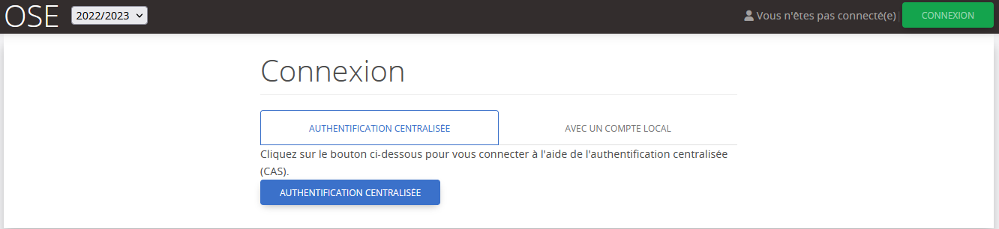 OSE 2022/2023 Vous n'êtes pas connecté(e) | CONNEXION
Connexion
AUTHENTIFICATION CENTRALISÉE AVEC UN COMPTE LOCAL
Cliquez sur le bouton ci-dessous pour vous connecter à l'aide de l'authentification centralisée
(CAS).
AUTHENTIFICATION CENTRALISÉE